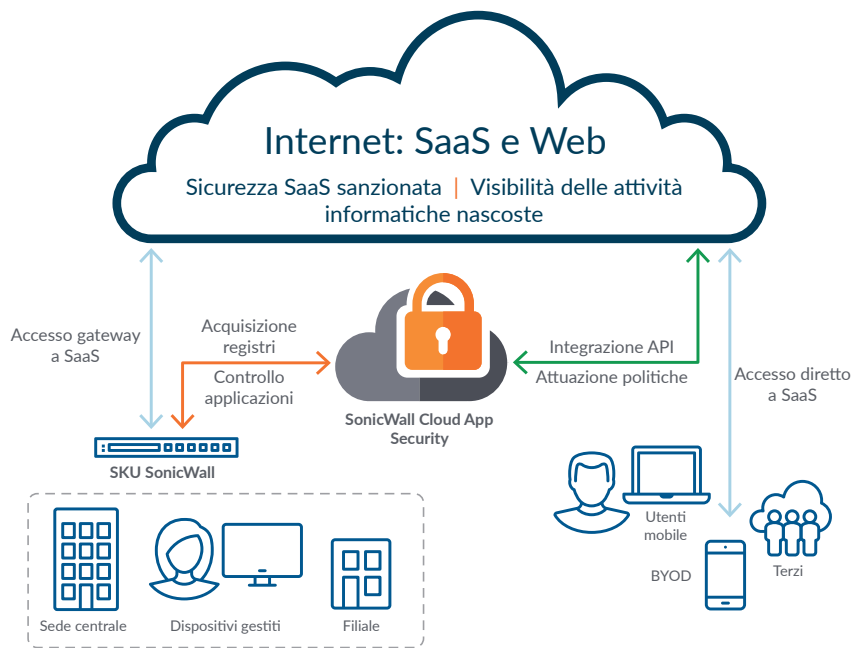 Internet: SaaS e Web
Sicurezza SaaS sanzionata | Visibilità delle attività
informatiche nascoste
Accesso gateway
a SaaS
Acquisizione
registri
Controllo
applicazioni
SonicWall Cloud App
Security
Integrazione API
Attuazione politiche
Accesso diretto
a SaaS
SKU SonicWall
Sede centrale
Dispositivi gestiti
Filiale
Utenti
mobile
BYOD
Terzi